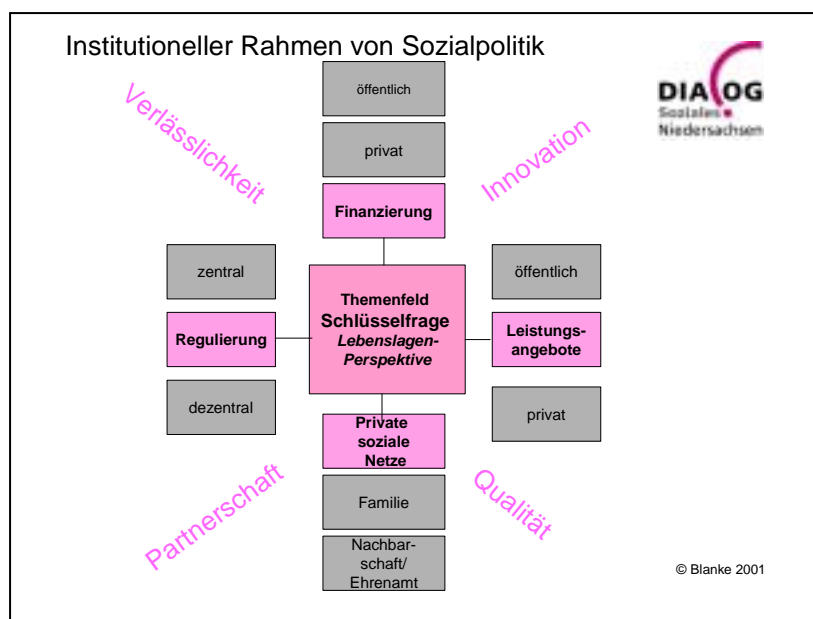 Institutioneller Rahmen von Sozialpolitik
DIALOG
Soziales
Niedersachsen
Verlässlichkeit
Innovation
öffentlich
privat
Finanzierung
zentral
Regulierung
dezentral
Themenfeld
Schlüsselfrage
Lebenslagen-
Perspektive
öffentlich
Leistungs-
angebote
privat
Private
soziale
Netze
Familie
Nachbar-
schaft/
Ehrenamt
Partnerschaft
Qualität
© Blanke 2001